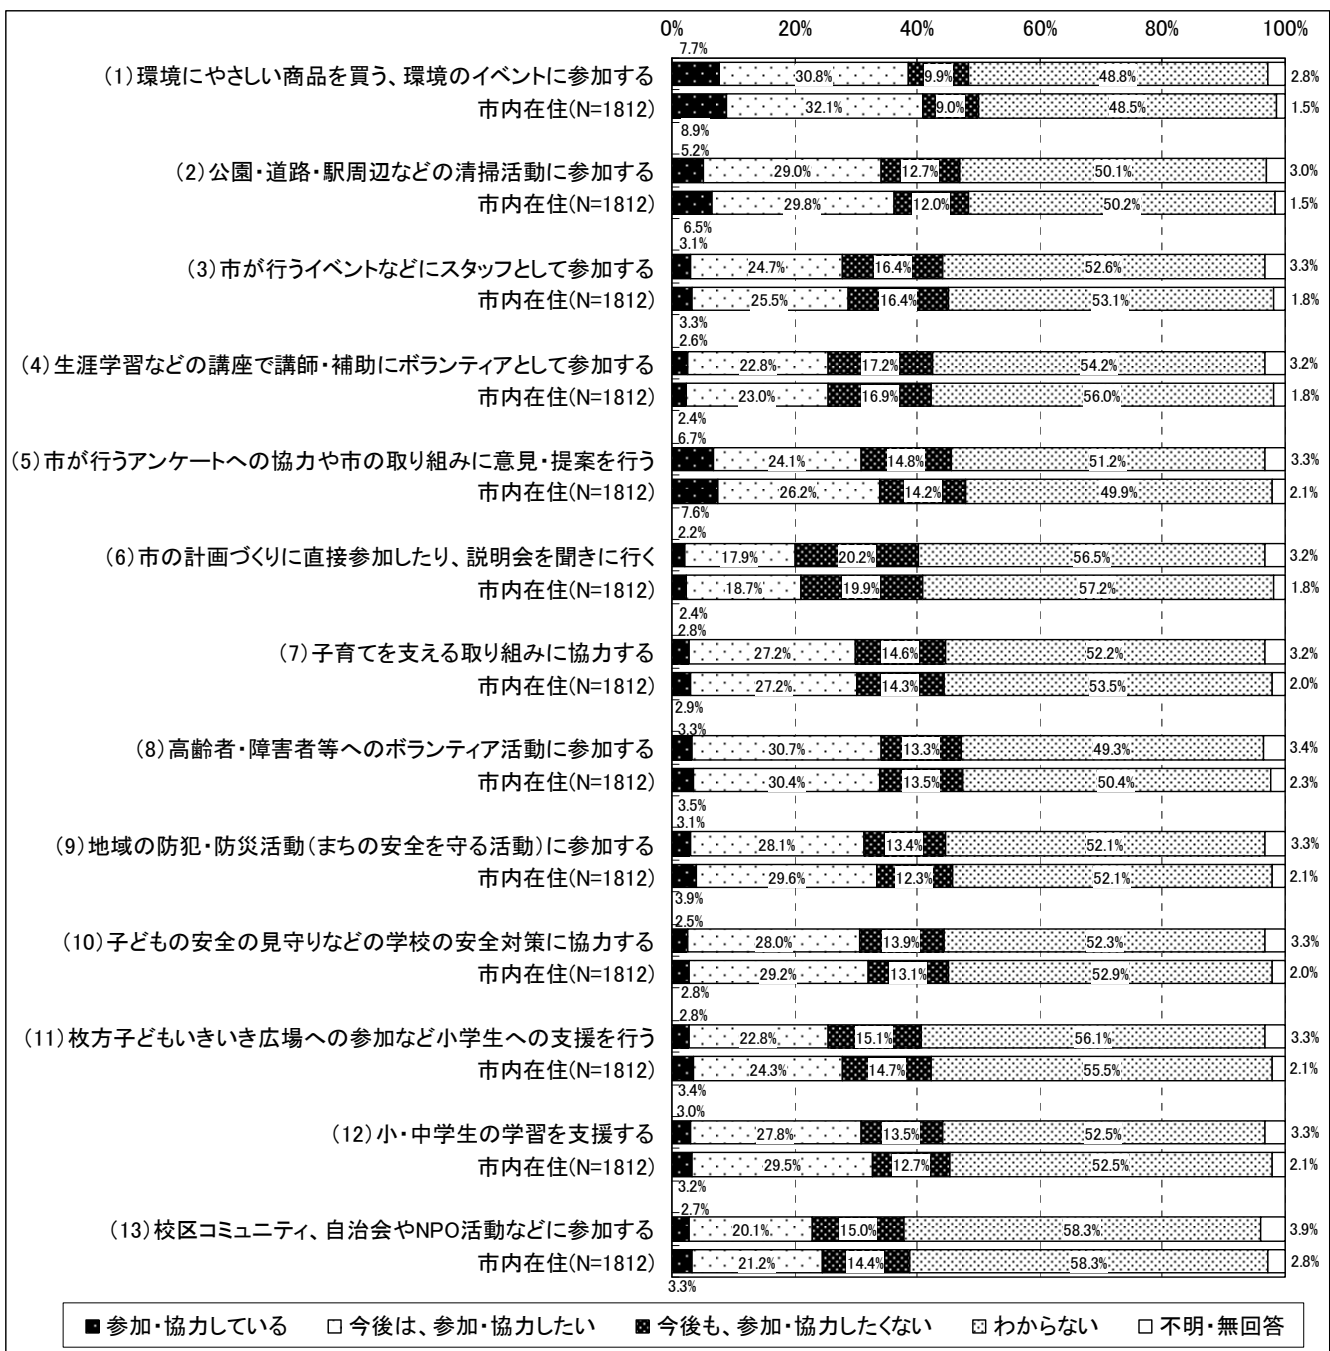 0% 20% 40% 60% 80% 100%
7.7%
(1)環境にやさしい商品を買う、環境のイベントに参加する 30.8% 9.9% 48.8% 2.8%
市内在住(N=1812) 32.1% 9.0% 48.5% 1.5%
8.9%
5.2%
(2)公園・道路・駅周辺などの清掃活動に参加する 29.0% 12.7% 50.1% 3.0%
市内在住(N=1812) 29.8% 12.0% 50.2% 1.5%
6.5%
3.1%
(3)市が行うイベントなどにスタッフとして参加する 24.7% 16.4% 52.6% 3.3%
市内在住(N=1812) 25.5% 16.4% 53.1% 1.8%
3.3%
2.6%
(4)生涯学習などの講座で講師・補助にボランティアとして参加する 22.8% 17.2% 54.2% 3.2%
市内在住(N=1812) 23.0% 16.9% 56.0% 1.8%
2.4%
6.7%
(5)市が行うアンケートへの協力や市の取り組みに意見・提案を行う 24.1% 14.8% 51.2% 3.3%
市内在住(N=1812) 26.2% 14.2% 49.9% 2.1%
7.6%
2.2%
(6)市の計画づくりに直接参加したり、説明会を聞きに行く 17.9% 20.2% 56.5% 3.2%
市内在住(N=1812) 18.7% 19.9% 57.2% 1.8%
2.4%
2.8%
(7)子育てを支える取り組みに協力する 27.2% 14.6% 52.2% 3.2%
市内在住(N=1812) 27.2% 14.3% 53.5% 2.0%
2.9%
3.3%
(8)高齢者・障害者等へのボランティア活動に参加する 30.7% 13.3% 49.3% 3.4%
市内在住(N=1812) 30.4% 13.5% 50.4% 2.3%
3.5%
3.1%
(9)地域の防犯・防災活動(まちの安全を守る活動)に参加する 28.1% 13.4% 52.1% 3.3%
市内在住(N=1812) 29.6% 12.3% 52.1% 2.1%
3.9%
2.5%
(10)子どもの安全の見守りなどの学校の安全対策に協力する 28.0% 13.9% 52.3% 3.3%
市内在住(N=1812) 29.2% 13.1% 52.9% 2.0%
2.8%
2.8%
(11)枚方子どもいきいき広場への参加など小学生への支援を行う 22.8% 15.1% 56.1% 3.3%
市内在住(N=1812) 24.3% 14.7% 55.5% 2.1%
3.4%
3.0%
(12)小・中学生の学習を支援する 27.8% 13.5% 52.5% 3.3%
市内在住(N=1812) 29.5% 12.7% 52.5% 2.1%
3.2%
2.7%
(13)校区コミュニティ、自治会やNPO活動などに参加する 20.1% 15.0% 58.3% 3.9%
市内在住(N=1812) 21.2% 14.4% 58.3% 2.8%
3.3%
参加・協力している 今後は、参加・協力したい 今後も、参加・協力したくない わからない 不明・無回答